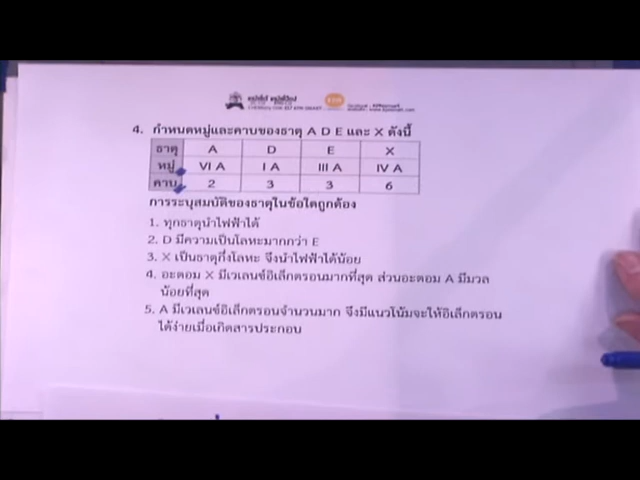 4. กำหนดหมู่และคาบของธาตุ A D E และ X ดังนี้
ธาตุ A D E X
หมู่ VI A I A III A IV A
คาบ 2 3 3 6
การระบุสมบัติของธาตุในข้อใดถูกต้อง
1. ทุกธาตุนำไฟฟ้าได้
2. D มีความเป็นโลหะมากกว่า E
3. X เป็นธาตุกึ่งโลหะ จึงนำไฟฟ้าได้น้อย
4. อะตอม X มีเวเลนซ์อิเล็กตรอนมากที่สุด ส่วนอะตอม A มีมวล
น้อยที่สุด
5. A มีเวเลนซ์อิเล็กตรอนจำนวนมาก จึงมีแนวโน้มจะให้อิเล็กตรอน
ได้ง่ายเมื่อเกิดสารประกอบ